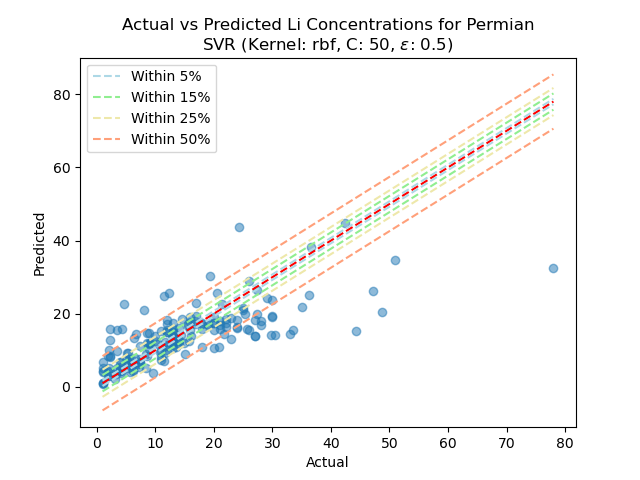 Actual vs Predicted Li Concentrations for Permian
SVR (Kernel: rbf, C: 50, ε: 0.5)
Within 5%
Within 15%
Within 25%
Within 50%
Predicted
80
60
40
20
0
0 10 20 30 40 50 60 70 80
Actual